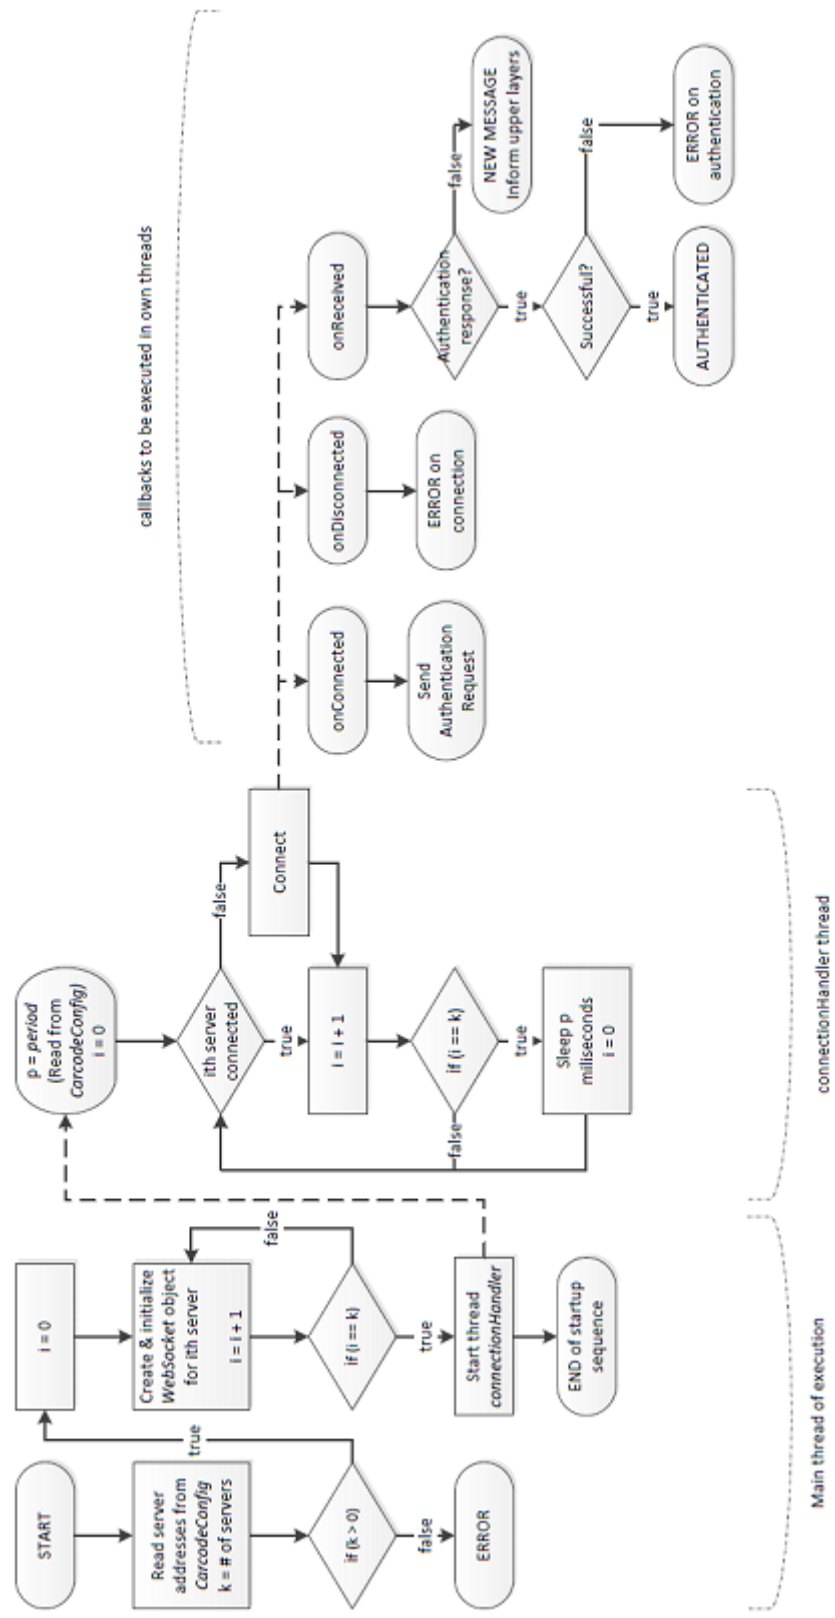 START
Read server
addresses from
CarcodeConfig
k = # of servers
if (k > 0)
true
false
ERROR
i = 0
Create & initialize
WebSocket object
for ith server
i = i + 1
if (i == k)
false
true
Start thread
connectionHandler
END of startup
sequence
Main thread of execution
p = period
(Read from
CarcodeConfig)
i = 0
ith server
connected
false
true
Connect
i = i + 1
if (i == k)
false
true
Sleep p
miliseconds
i = 0
connectionHandler thread
callbacks to be executed in own threads
onConnected
Send
Authentication
Request
onDisconnected
ERROR on
connection
onReceived
Authentication
response?
false
NEW MESSAGE
Inform upper layers
true
Successful?
false
ERROR on
authentication
true
AUTHENTICATED